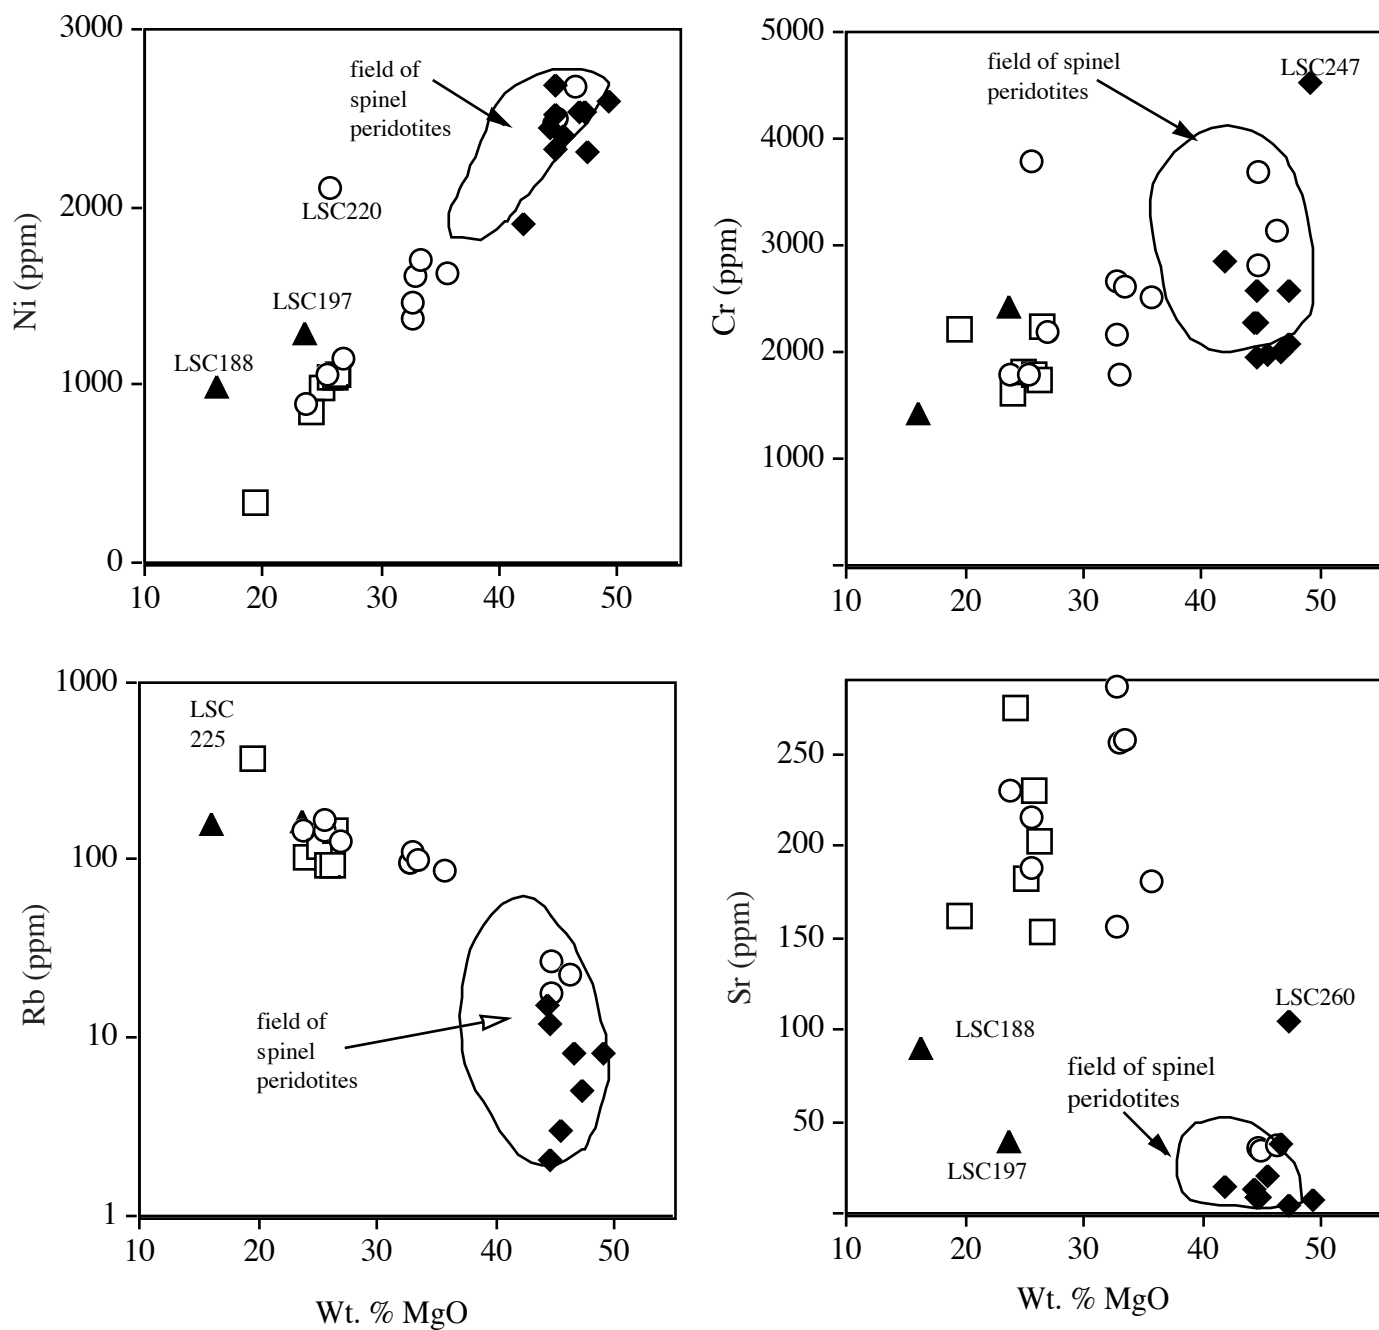 3000
2000
1000
0
10
20
30
40
50
Ni (ppm)
field of
spinel
peridotites
LSC220
LSC197
LSC188
5000
4000
3000
2000
1000
10
20
30
40
50
Cr (ppm)
field of spinel
peridotites
LSC247
1000
100
10
1
10
20
30
40
50
Rb (ppm)
LSC
225
field of
spinel
peridotites
Wt. % MgO
250
200
150
100
50
10
20
30
40
50
Sr (ppm)
LSC260
LSC188
field of spinel
peridotites
LSC197
Wt. % MgO